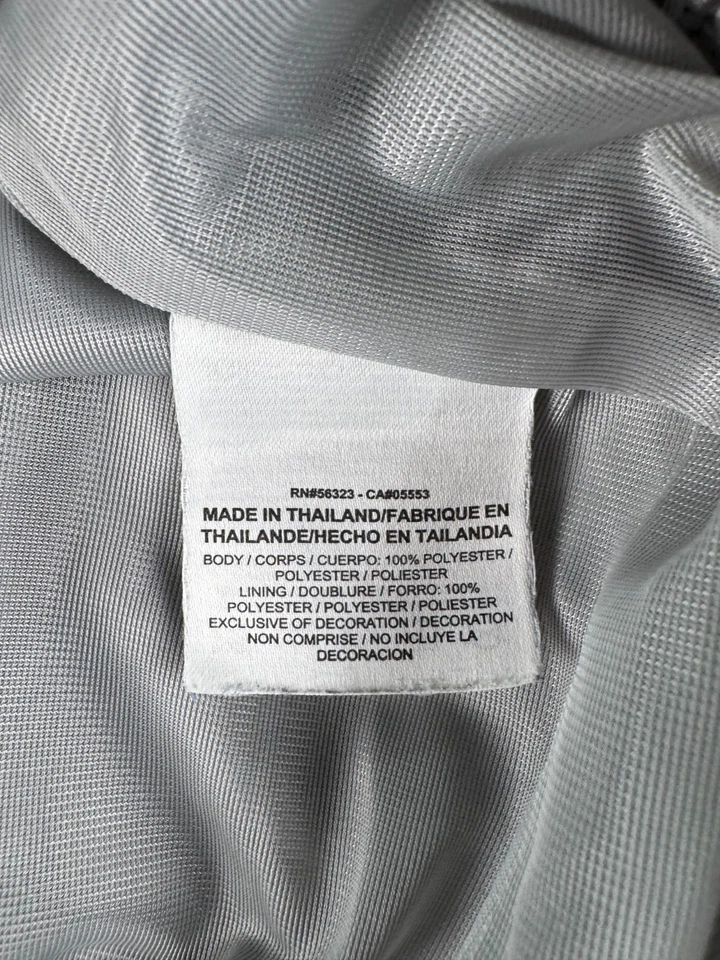 RN#56323 - CA#05553
MADE IN THAILAND/FABRIQUE EN
THAILANDE/HECHO EN TAILANDIA
BODY / CORPS / CUERPO: 100% POLYESTER /
POLYESTER / POLIESTER
LINING / DOUBLURE / FORRO: 100%
POLYESTER / POLYESTER / POLIESTER
EXCLUSIVE OF DECORATION / DECORATION
NON COMPRISE / NO INCLUYE LA
DECORACION